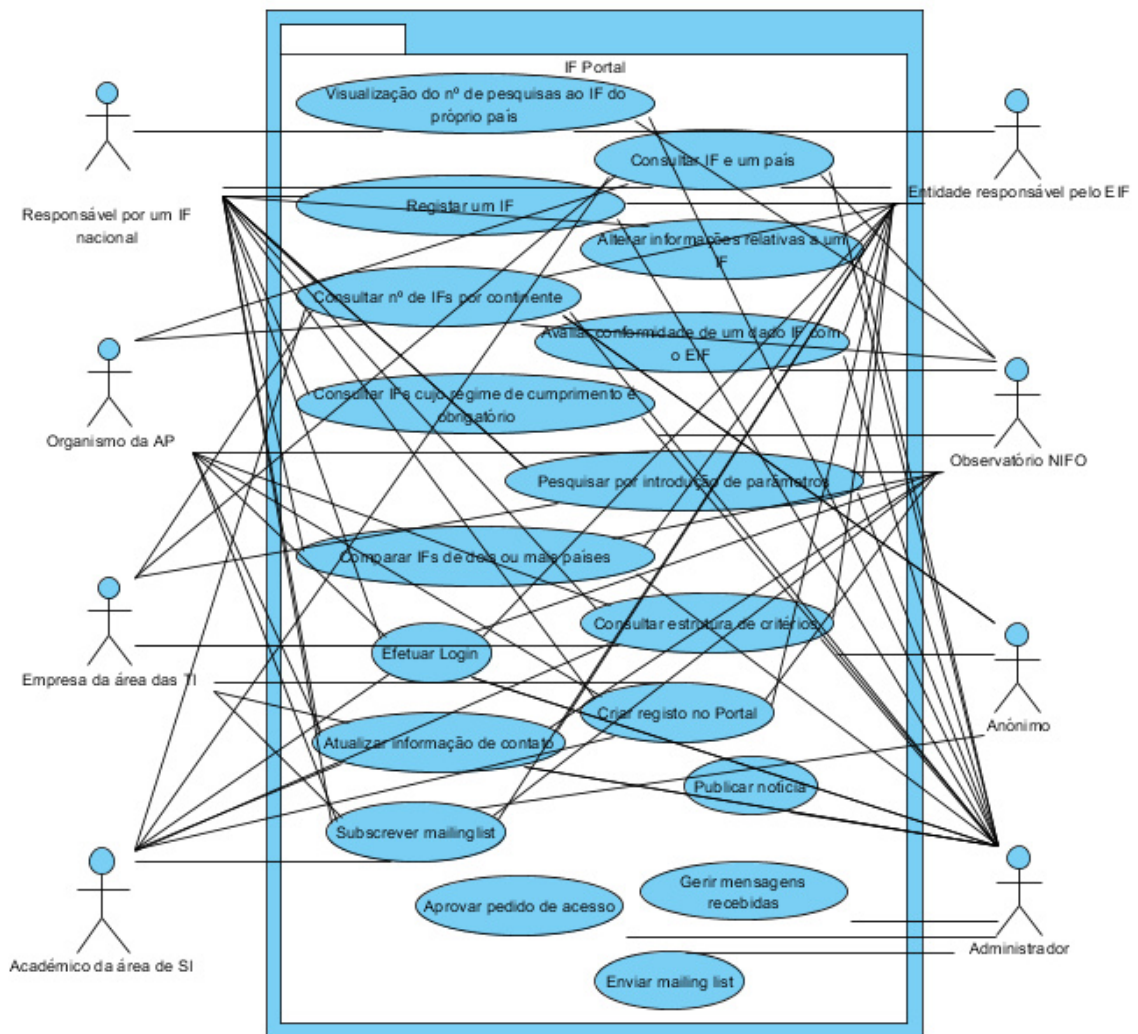 IF Portal
Visualização do nº de pesquisas ao IF do
próprio país
Consultar IF e um país
Entidade responsável pelo EIF
Responsável por um IF
nacional
Registar um IF
Alterar informações relativas a um
IF
Consultar nº de IFs por continente
Avaliar conformidade de um dado IF com
o EIF
Consultar IFs cujo regime de cumprimento é
obrigatório
Organismo da AP
Observatório NIFO
Pesquisar por introdução de parâmetros
Comparar IFs de dois ou mais países
Consultar estrutura de critérios
Efetuar Login
Empresa da área das TI
Criar registo no Portal
Anónimo
Atualizar informação de contato
Publicar notícia
Subscrever mailinglist
Gerir mensagens
recebidas
Aprovar pedido de acesso
Administrador
Académico da área de SI
Enviar mailing list